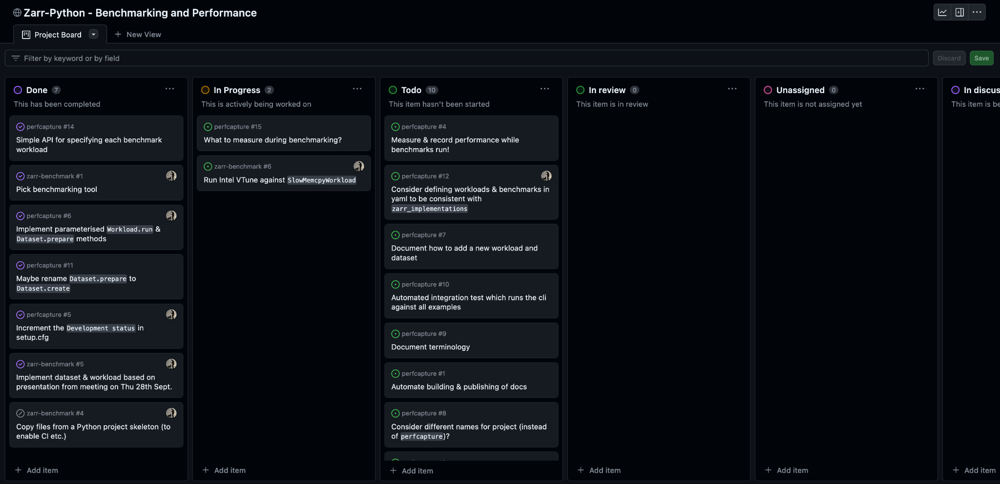 Zarr-Python - Benchmarking and Performance
Project Board
New View
Filter by keyword or by field
Discard
Save
Done 7
This has been completed
perfcapture #14
Simple API for specifying each benchmark
workload
zarr-benchmark #1
Pick benchmarking tool
perfcapture #6
Implement parameterised Workload.run &
Dataset.prepare methods
perfcapture #11
Maybe rename Dataset.prepare to
Dataset.create
perfcapture #5
Increment the Development status in
setup.cfg
zarr-benchmark #5
Implement dataset & workload based on
presentation from meeting on Thu 28th Sept.
zarr-benchmark #4
Copy files from a Python project skeleton (to
enable CI etc.)
Add item
In Progress 2
This is actively being worked on
perfcapture #15
What to measure during benchmarking?
zarr-benchmark #6
Run Intel VTune against SlowMemcpyWorkload
Add item
Todo 10
This item hasn't been started
perfcapture #4
Measure & record performance while
benchmarks run!
perfcapture #12
Consider defining workloads & benchmarks in
yaml to be consistent with
zarr_implementations
perfcapture #7
Document how to add a new workload and
dataset
perfcapture #10
Automated integration test which runs the cli
against all examples
perfcapture #9
Document terminology
perfcapture #1
Automate building & publishing of docs
perfcapture #8
Consider different names for project (instead
of perfcapture)?
Add item
In review 0
This item is in review
Add item
Unassigned 0
This item is not assigned yet
Add item
In discus
This item is be
Add item